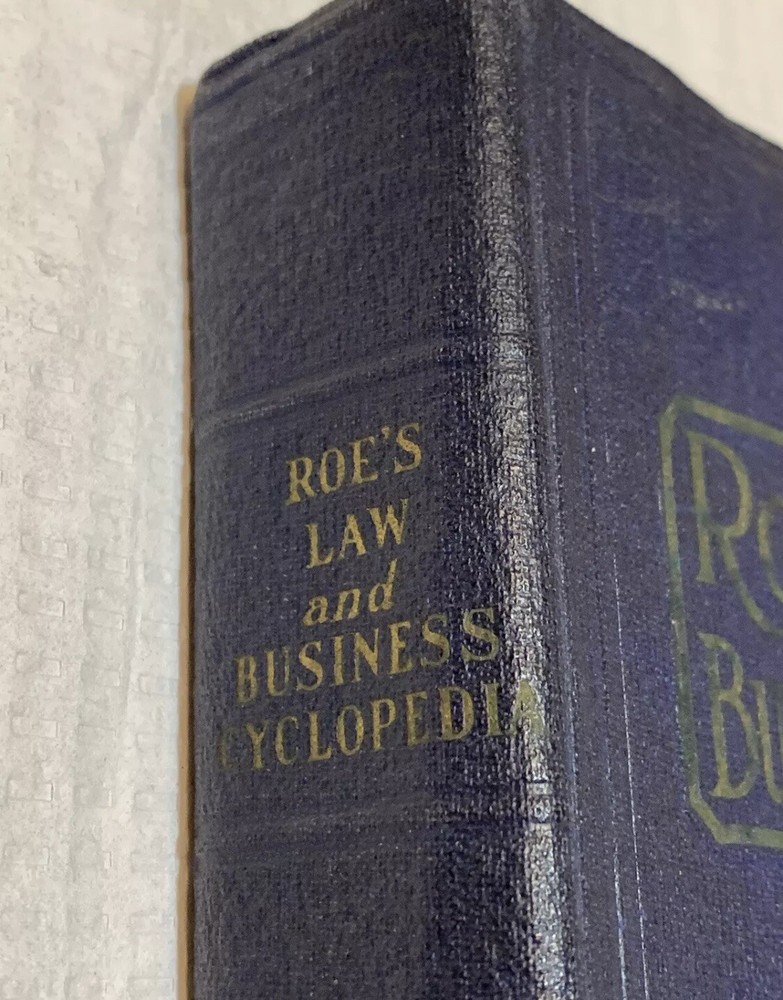 ROE'S
LAW
and
BUSINESS
CYCLOPEDIA